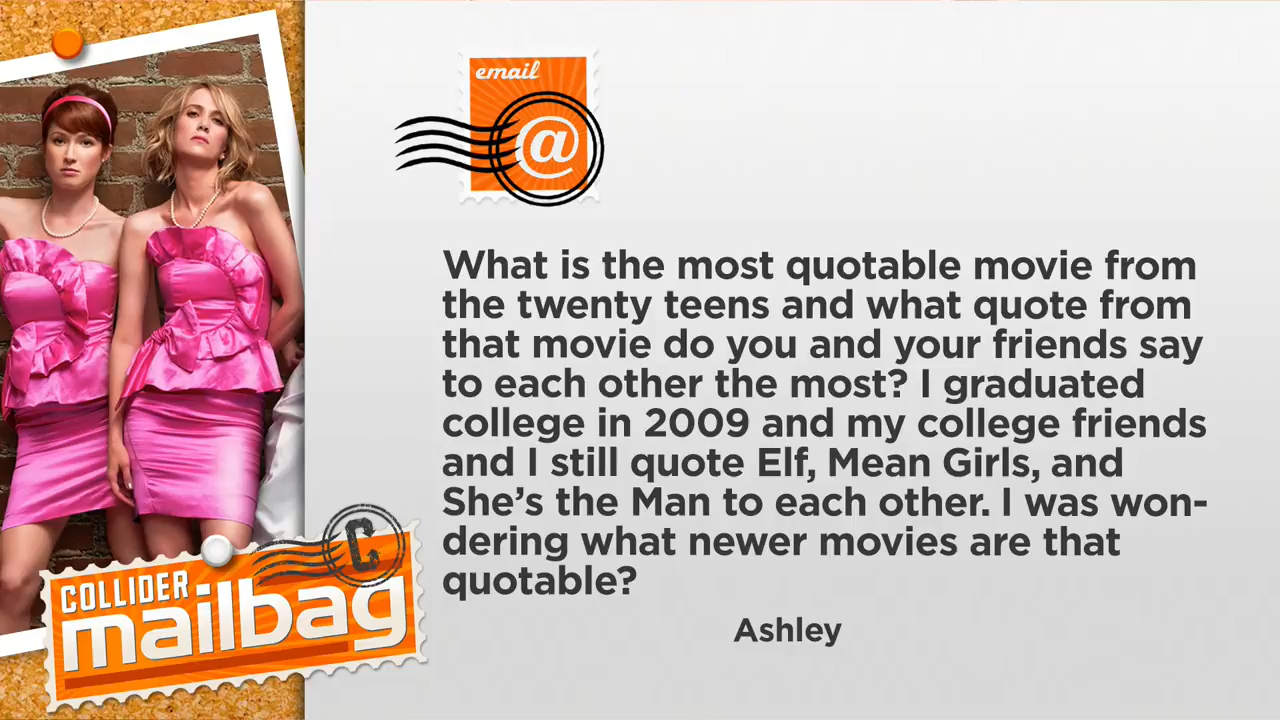 email
@
What is the most quotable movie from
the twenty teens and what quote from
that movie do you and your friends say
to each other the most? I graduated
college in 2009 and my college friends
and I still quote Elf, Mean Girls, and
She's the Man to each other. I was won-
dering what newer movies are that
quotable?
Ashley
C
COLLIDER
mailbag